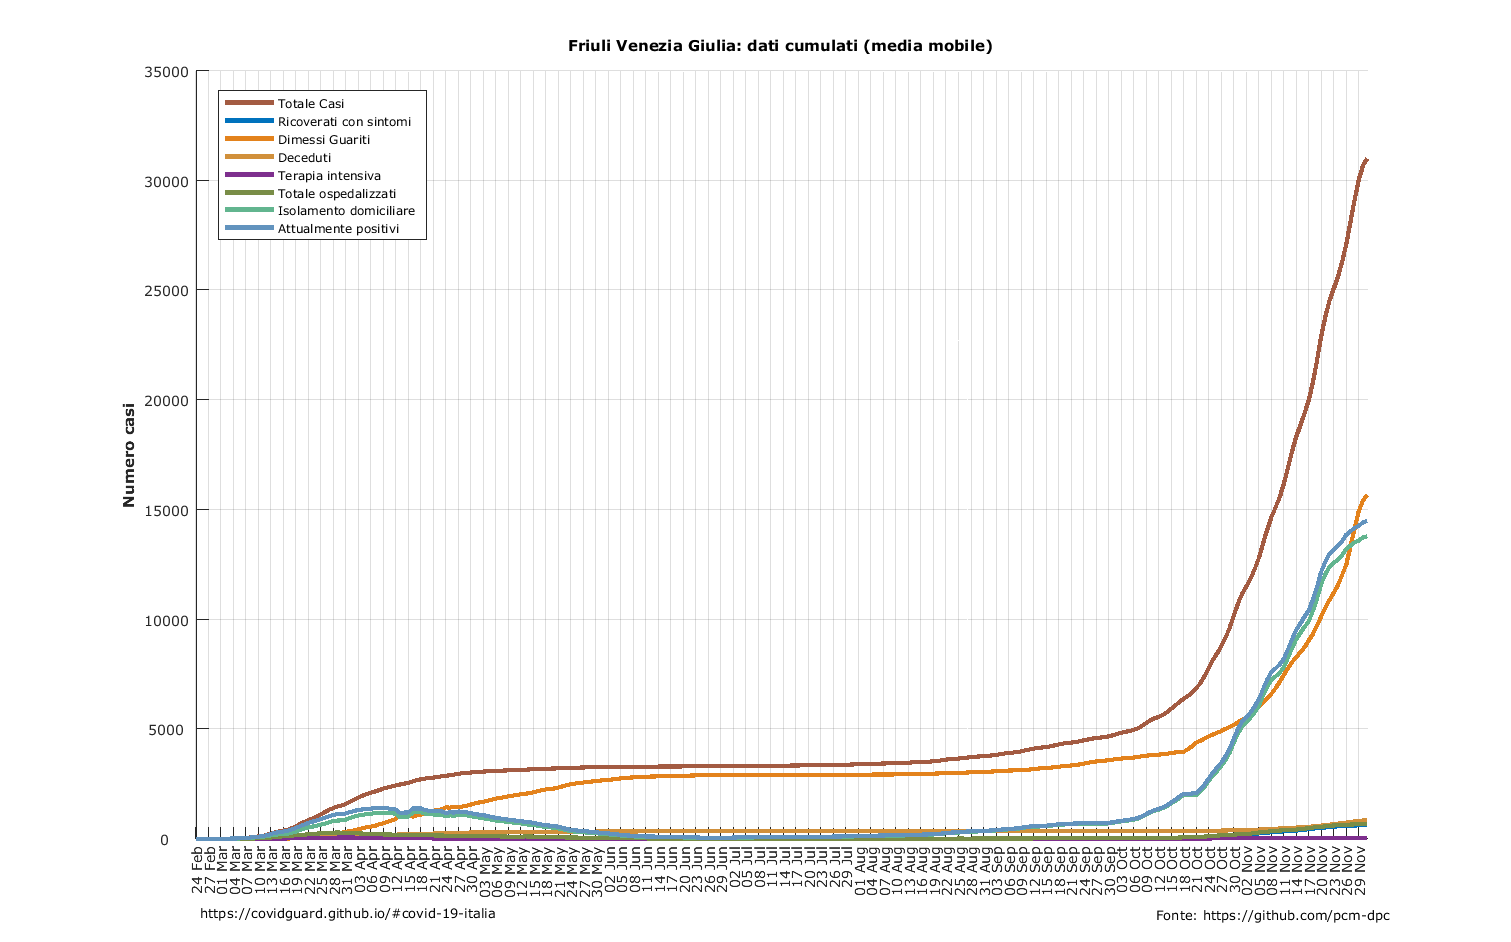 Friuli Venezia Giulia: dati cumulati (media mobile)
35000
30000
25000
20000
15000
10000
5000
0
Numero casi
Totale Casi
Ricoverati con sintomi
Dimessi Guariti
Deceduti
Terapia intensiva
Totale ospedalizzati
Isolamento domiciliare
Attualmente positivi
24 Feb
27 Feb
01 Mar
04 Mar
07 Mar
10 Mar
13 Mar
16 Mar
19 Mar
22 Mar
25 Mar
28 Mar
31 Mar
03 Apr
06 Apr
09 Apr
12 Apr
15 Apr
18 Apr
21 Apr
24 Apr
27 Apr
30 Apr
03 May
06 May
09 May
12 May
15 May
18 May
21 May
24 May
27 May
30 May
02 Jun
05 Jun
08 Jun
11 Jun
14 Jun
17 Jun
20 Jun
23 Jun
26 Jun
29 Jun
02 Jul
05 Jul
08 Jul
11 Jul
14 Jul
17 Jul
20 Jul
23 Jul
26 Jul
29 Jul
01 Aug
04 Aug
07 Aug
10 Aug
13 Aug
16 Aug
19 Aug
22 Aug
25 Aug
28 Aug
31 Aug
03 Sep
06 Sep
09 Sep
12 Sep
15 Sep
18 Sep
21 Sep
24 Sep
27 Sep
30 Sep
03 Oct
06 Oct
09 Oct
12 Oct
15 Oct
18 Oct
21 Oct
24 Oct
27 Oct
30 Oct
02 Nov
05 Nov
08 Nov
11 Nov
14 Nov
17 Nov
20 Nov
23 Nov
26 Nov
29 Nov
https://covidguard.github.io/#covid-19-italia
Fonte: https://github.com/pcm-dpc